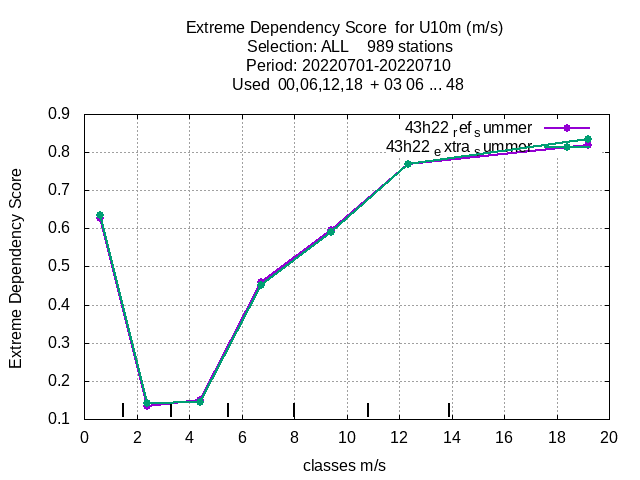 Extreme Dependency Score for U10m (m/s)
Selection: ALL 989 stations
Period: 20220701-20220710
Used 00,06,12,18 + 03 06 ... 48
0.9
0.8
0.7
0.6
0.5
0.4
0.3
0.2
0.1
Extreme Dependency Score
43h22 ref summer
43h22 extra summer
0 2 4 6 8 10 12 14 16 18 20
classes m/s